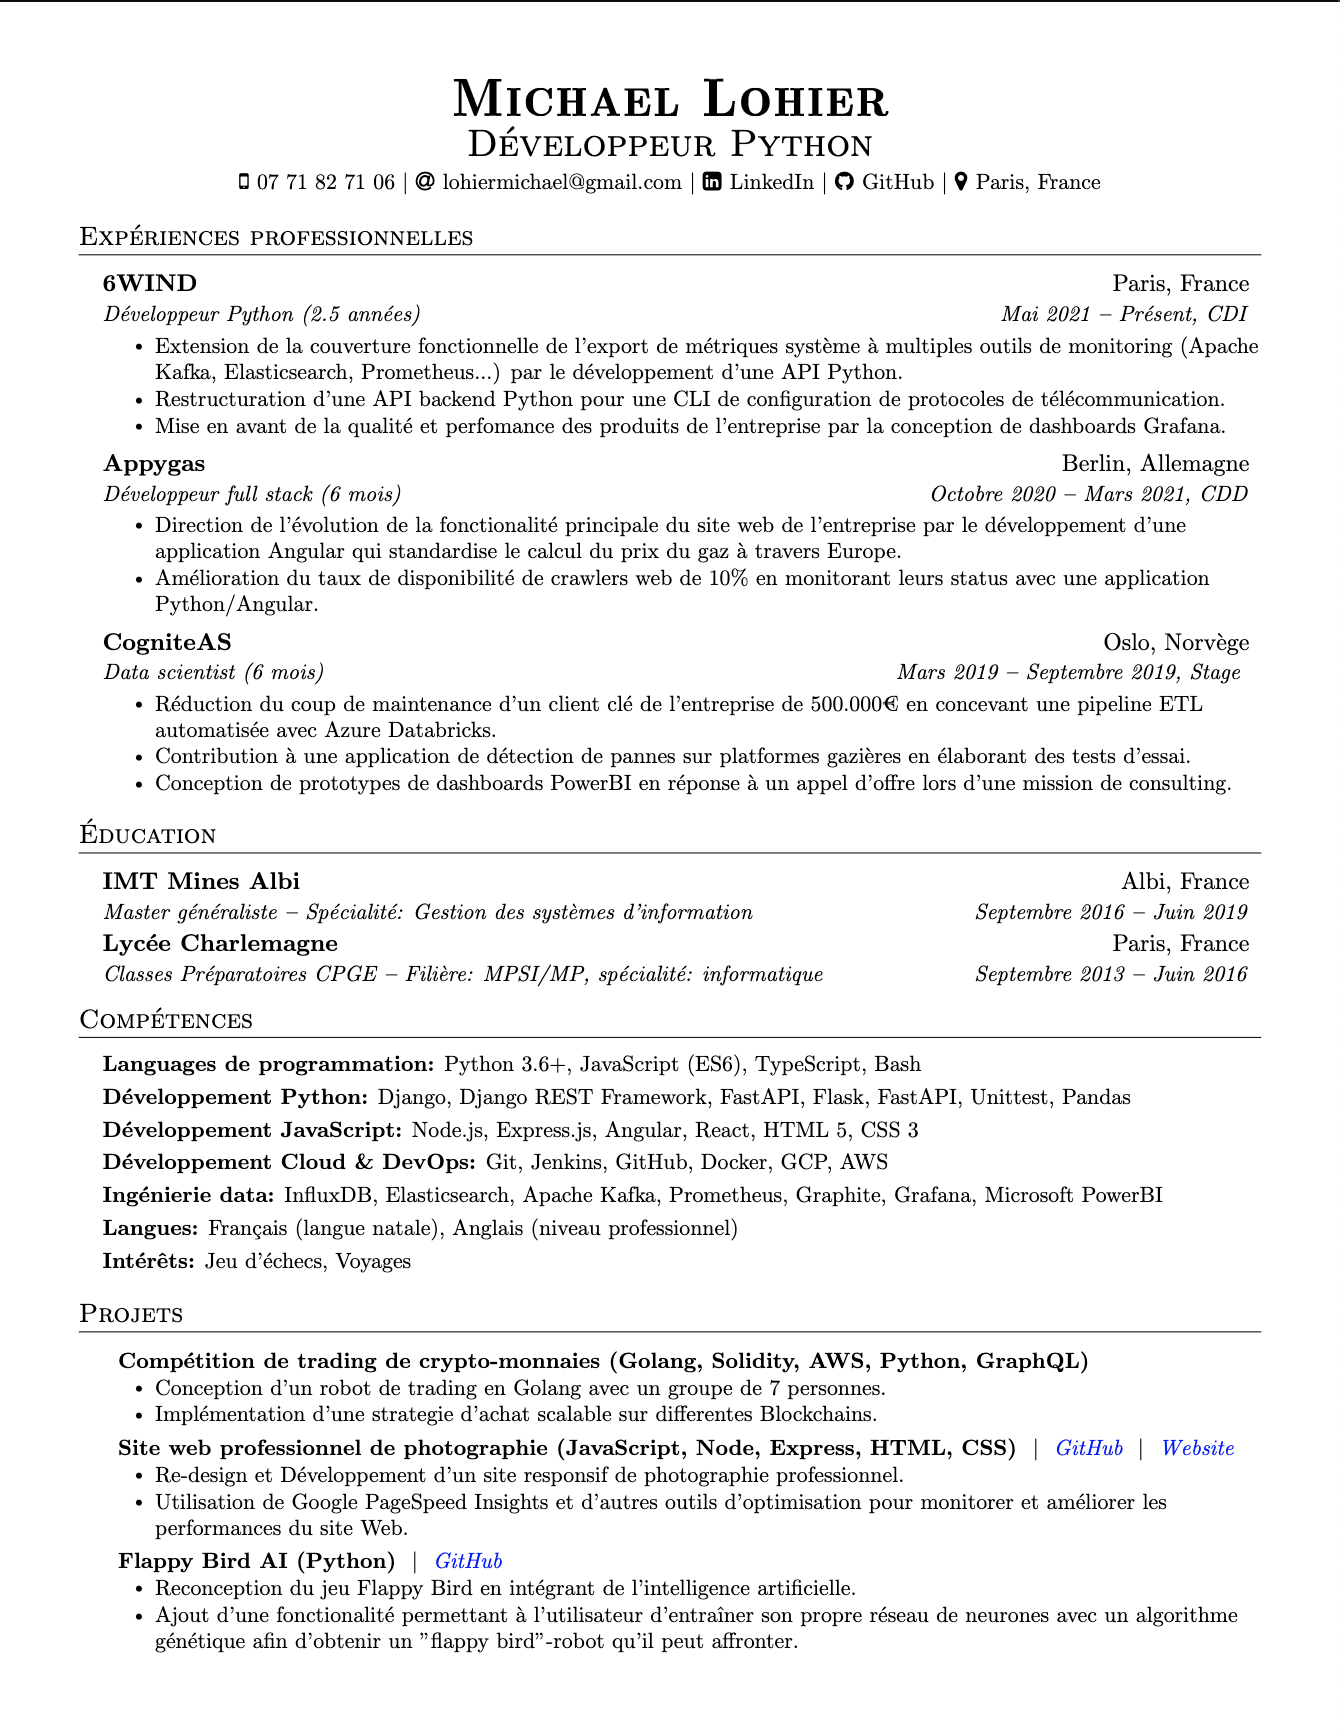 Michael Lohier
Développeur Python
07 71 82 71 06 | @ lohiermichael@gmail.com | LinkedIn | GitHub | Paris, France
Expériences professionnelles
6WIND Paris, France
Développeur Python (2.5 années) Mai 2021 – Présent, CDI
• Extension de la couverture fonctionnelle de l'export de métriques système à multiples outils de monitoring (Apache
Kafka, Elasticsearch, Prometheus...) par le développement d'une API Python.
• Restructuration d'une API backend Python pour une CLI de configuration de protocoles de télécommunication.
• Mise en avant de la qualité et perfomance des produits de l'entreprise par la conception de dashboards Grafana.
Appygas Berlin, Allemagne
Développeur full stack (6 mois) Octobre 2020 – Mars 2021, CDD
• Direction de l'évolution de la fonctionalité principale du site web de l'entreprise par le développement d'une
application Angular qui standardise le calcul du prix du gaz à travers Europe.
• Amélioration du taux de disponibilité de crawlers web de 10% en monitorant leurs status avec une application
Python/Angular.
CogniteAS Oslo, Norvège
Data scientist (6 mois) Mars 2019 – Septembre 2019, Stage
• Réduction du coup de maintenance d'un client clé de l'entreprise de 500.000€ en concevant une pipeline ETL
automatisée avec Azure Databricks.
• Contribution à une application de détection de pannes sur platformes gazières en élaborant des tests d'essai.
• Conception de prototypes de dashboards PowerBI en réponse à un appel d'offre lors d'une mission de consulting.
Éducation
IMT Mines Albi Albi, France
Master généraliste – Spécialité: Gestion des systèmes d'information Septembre 2016 – Juin 2019
Lycée Charlemagne Paris, France
Classes Préparatoires CPGE – Filière: MPSI/MP, spécialité: informatique Septembre 2013 – Juin 2016
Compétences
Languages de programmation: Python 3.6+, JavaScript (ES6), TypeScript, Bash
Développement Python: Django, Django REST Framework, FastAPI, Flask, FastAPI, Unittest, Pandas
Développement JavaScript: Node.js, Express.js, Angular, React, HTML 5, CSS 3
Développement Cloud & DevOps: Git, Jenkins, GitHub, Docker, GCP, AWS
Ingénierie data: InfluxDB, Elasticsearch, Apache Kafka, Prometheus, Graphite, Grafana, Microsoft PowerBI
Langues: Français (langue natale), Anglais (niveau professionnel)
Intérêts: Jeu d'échecs, Voyages
Projets
Compétition de trading de crypto-monnaies (Golang, Solidity, AWS, Python, GraphQL)
• Conception d'un robot de trading en Golang avec un groupe de 7 personnes.
• Implémentation d'une strategie d'achat scalable sur differentes Blockchains.
Site web professionnel de photographie (JavaScript, Node, Express, HTML, CSS) | GitHub | Website
• Re-design et Développement d'un site responsif de photographie professionnel.
• Utilisation de Google PageSpeed Insights et d'autres outils d'optimisation pour monitorer et améliorer les
performances du site Web.
Flappy Bird AI (Python) | GitHub
• Reconception du jeu Flappy Bird en intégrant de l'intelligence artificielle.
• Ajout d'une fonctionalité permettant à l'utilisateur d'entraîner son propre réseau de neurones avec un algorithme
génétique afin d'obtenir un "flappy bird"-robot qu'il peut affronter.